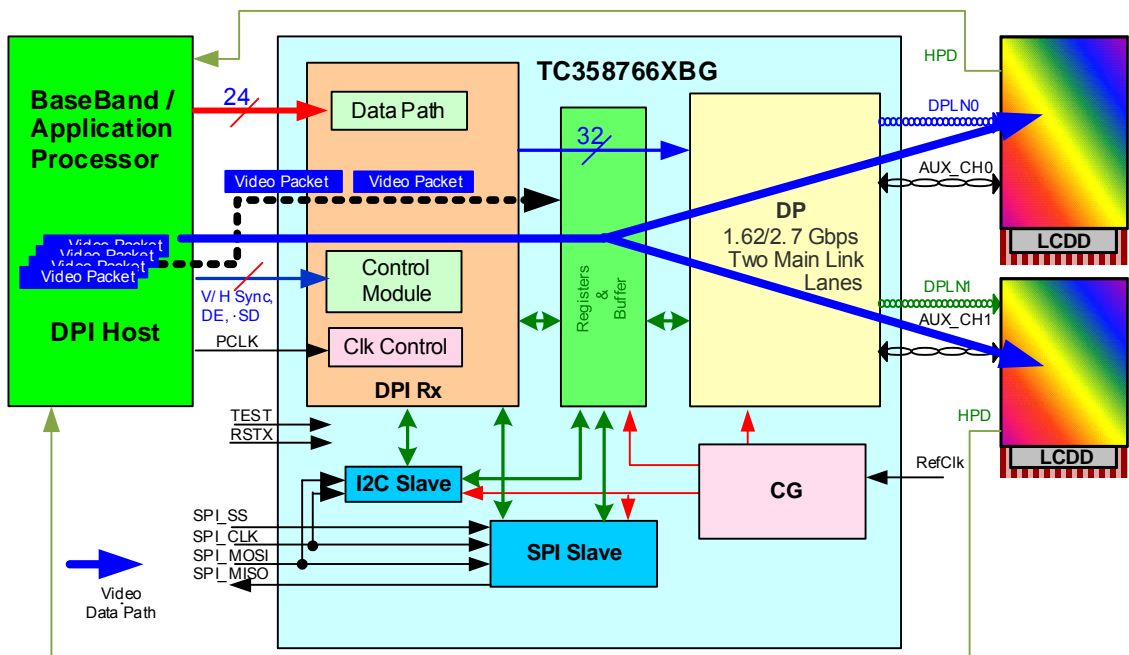 TC358766XBG
BaseBand /
Application
Processor
24
Data Path
32
Video Packet
Video Packet
Video Packet
Video Packet
Video Packet
Video Packet
V/H Sync,
DE, ·SD
DPI Host
PCLK
Control
Module
Clk Control
DPI Rx
Registers
&
Buffer
DP
1.62/2.7 Gbps
Two Main Link
Lanes
HPD
DPLN0
AUX_CH0
LCDD
DPLN1
AUX_CH1
HPD
LCDD
TEST
RSTX
I2C Slave
CG
RefClk
SPI_SS
SPI_CLK
SPI_MOSI
SPI_MISO
SPI Slave
Video
Data Path